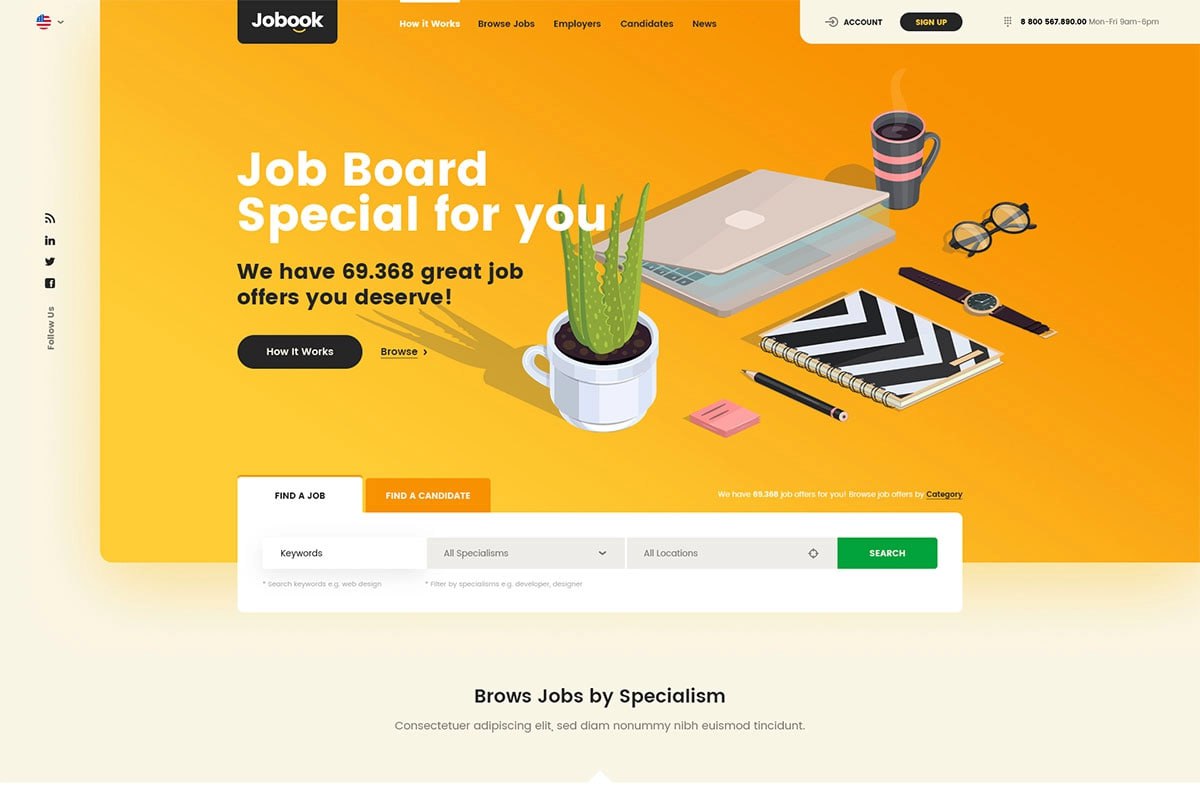 Jobook
How it Works
Browse Jobs
Employers
Candidates
News
ACCOUNT
SIGN UP
8 800 567.890.00 Mon-Fri 9am-6pm
Job Board
Special for you
We have 69.368 great job
offers you deserve!
How It Works
Browse
Follow Us
FIND A JOB
FIND A CANDIDATE
We have 69.368 job offers for you! Browse job offers by Category
Keywords
All Specialisms
All Locations
SEARCH
* Search keywords e.g. web design
* Filter by specialisms e.g. developer, designer
Brows Jobs by Specialism
Consectetuer adipiscing elit, sed diam nonummy nibh euismod tincidunt.